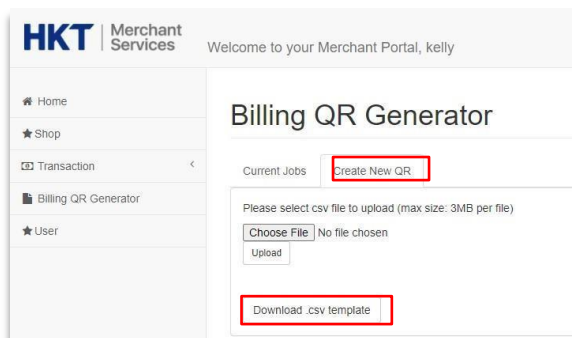 HKT Merchant Services
Welcome to your Merchant Portal, kelly
Home
Shop
Transaction
Billing QR Generator
User
Billing QR Generator
Current Jobs Create New QR
Please select csv file to upload (max size: 3MB per file)
Choose File No file chosen
Upload
Download .csv template